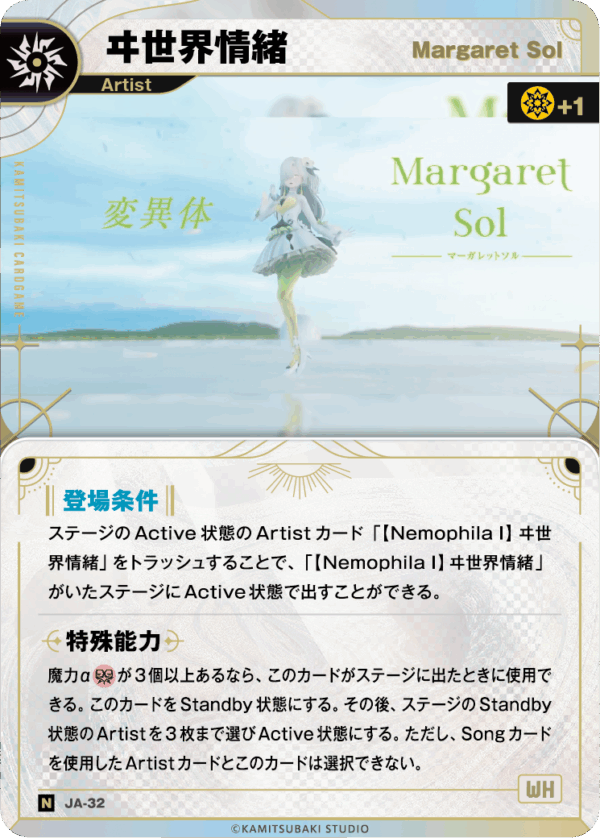 ヰ世界情緒
Margaret Sol
Artist
+1
KAMITSUBAKI CARDGAME
変異体
Margaret
Sol
マーガレットソル
登場条件
ステージのActive状態のArtistカード「【Nemophila I】ヰ世
界情緒」をトラッシュすることで、「【Nemophila I】ヰ世界情緒」
がいたステージにActive状態で出すことができる。
特殊能力
魔力αが3個以上あるなら、このカードがステージに出たときに使用で
きる。このカードをStandby状態にする。その後、ステージのStandby
状態のArtistを3枚まで選びActive状態にする。ただし、Songカード
を使用したArtistカードとこのカードは選択できない。
WH
N JA-32
©KAMITSUBAKI STUDIO